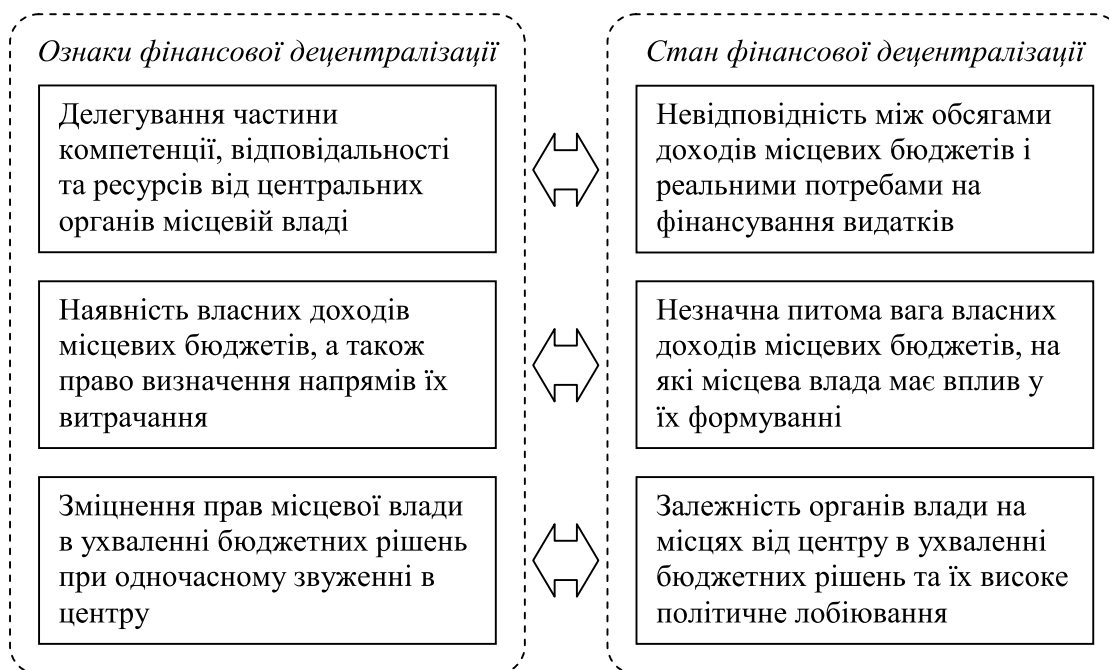 Ознаки фінансової децентралізації
Делегування частини
компетенції, відповідальності
та ресурсів від центральних
органів місцевій владі
Наявність власних доходів
місцевих бюджетів, а також
право визначення напрямів їх
витрачання
Зміцнення прав місцевої влади
в ухваленні бюджетних рішень
при одночасному звуженні в
центру
Стан фінансової децентралізації
Невідповідність між обсягами
доходів місцевих бюджетів і
реальними потребами на
фінансування видатків
Незначна питома вага власних
доходів місцевих бюджетів, на
які місцева влада має вплив у
їх формуванні
Залежність органів влади на
місцях від центру в ухваленні
бюджетних рішень та їх високе
політичне лобіювання